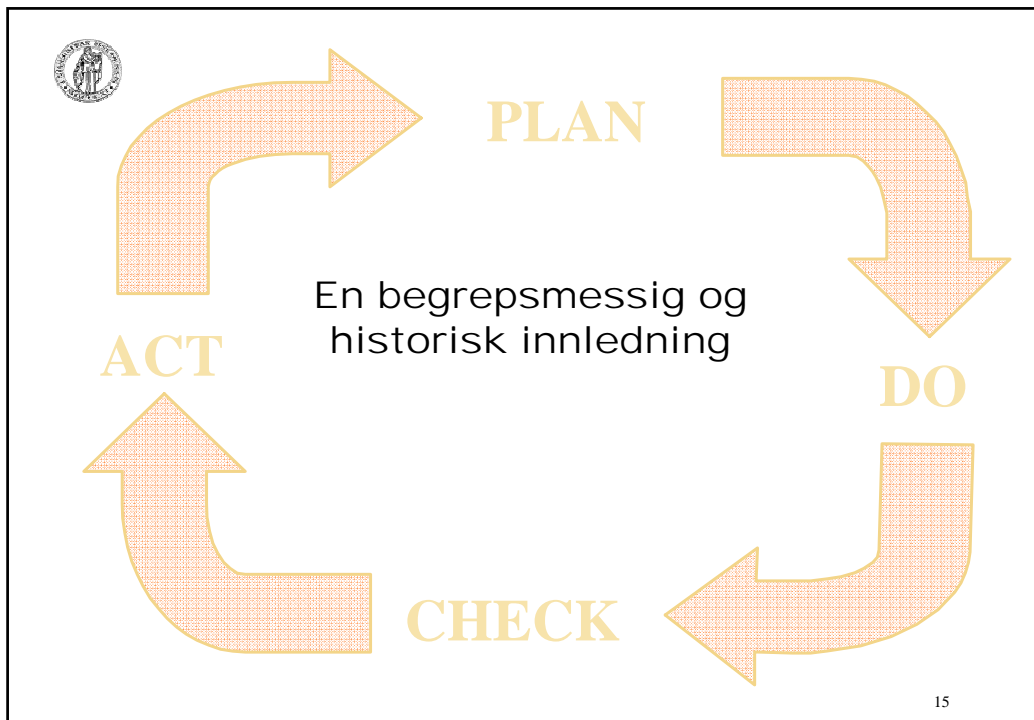 PLAN
En begrepsmessig og
historisk innledning
ACT
DO
CHECK
15